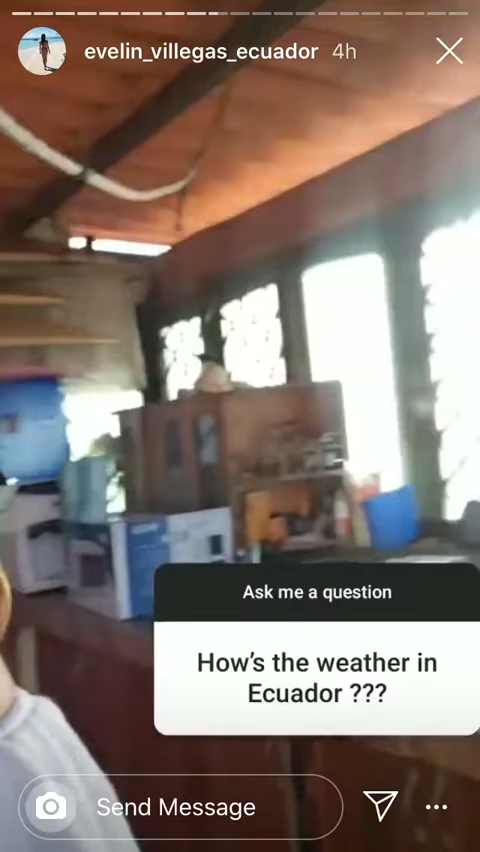 evelin_villegas_ecuador 4h
Ask me a question
How's the weather in
Ecuador ???
Send Message